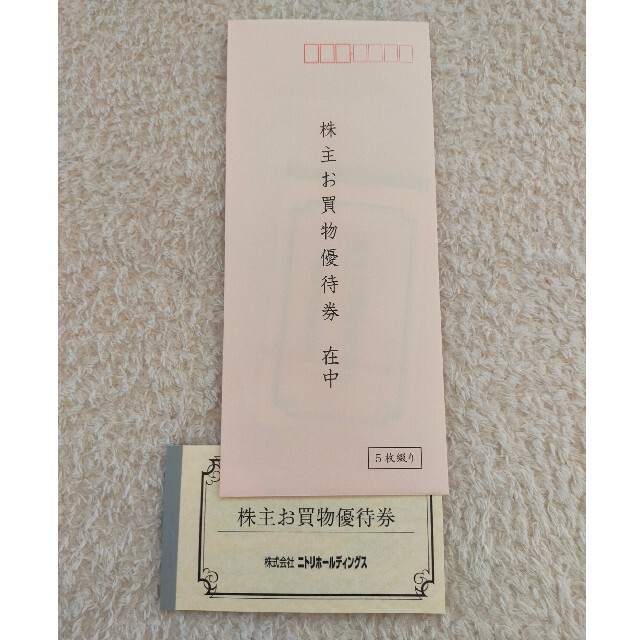 株主お買物優待券 在中
5枚綴り
株主お買物優待券
株式会社 ニトリホールディングス